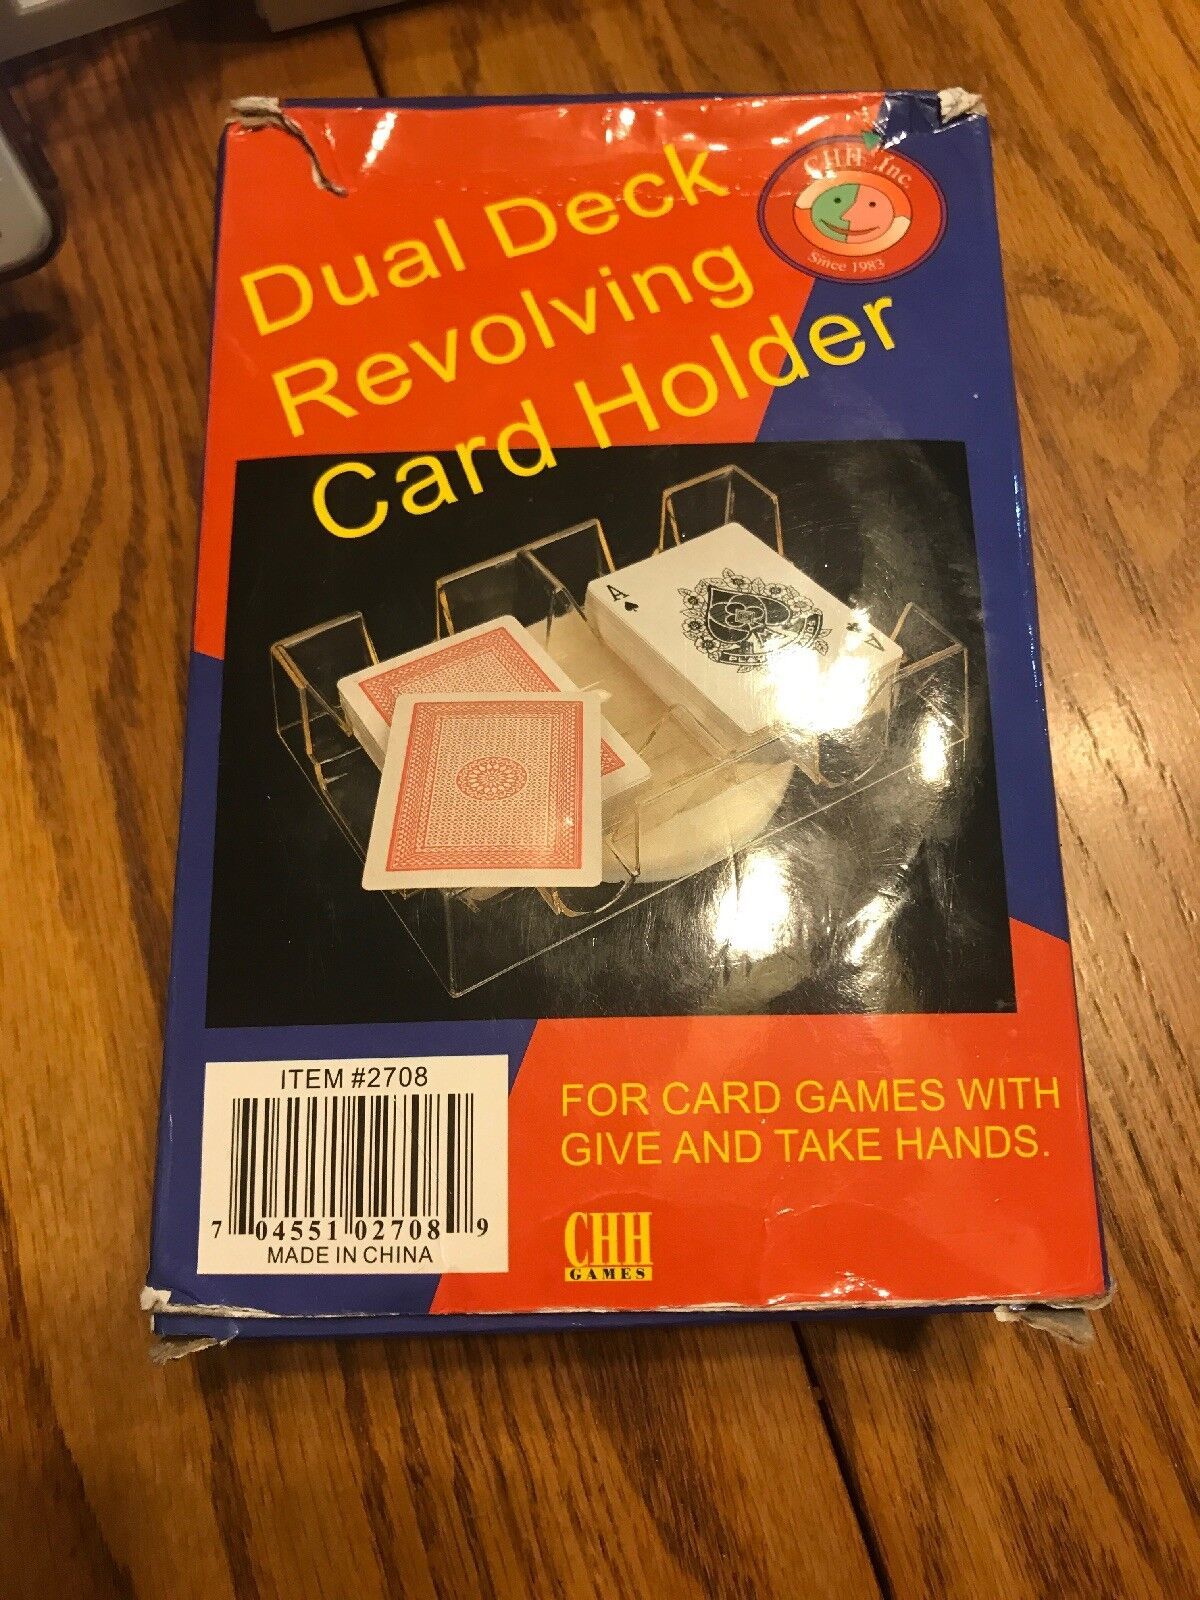 CHH Inc.
Since 1983
Dual Deck
Revolving
Card Holder
A
A
ITEM #2708
7 04551 02708 9
MADE IN CHINA
FOR CARD GAMES WITH
GIVE AND TAKE HANDS.
CHH
GAMES